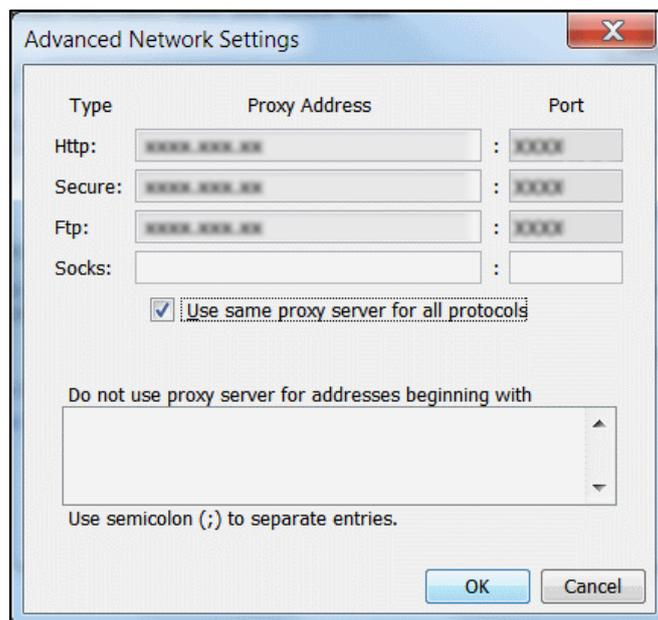 Advanced Network Settings
X
Type Proxy Address Port
Http: :
Secure: :
Ftp: :
Socks: :
Use same proxy server for all protocols
Do not use proxy server for addresses beginning with
Use semicolon (;) to separate entries.
OK Cancel